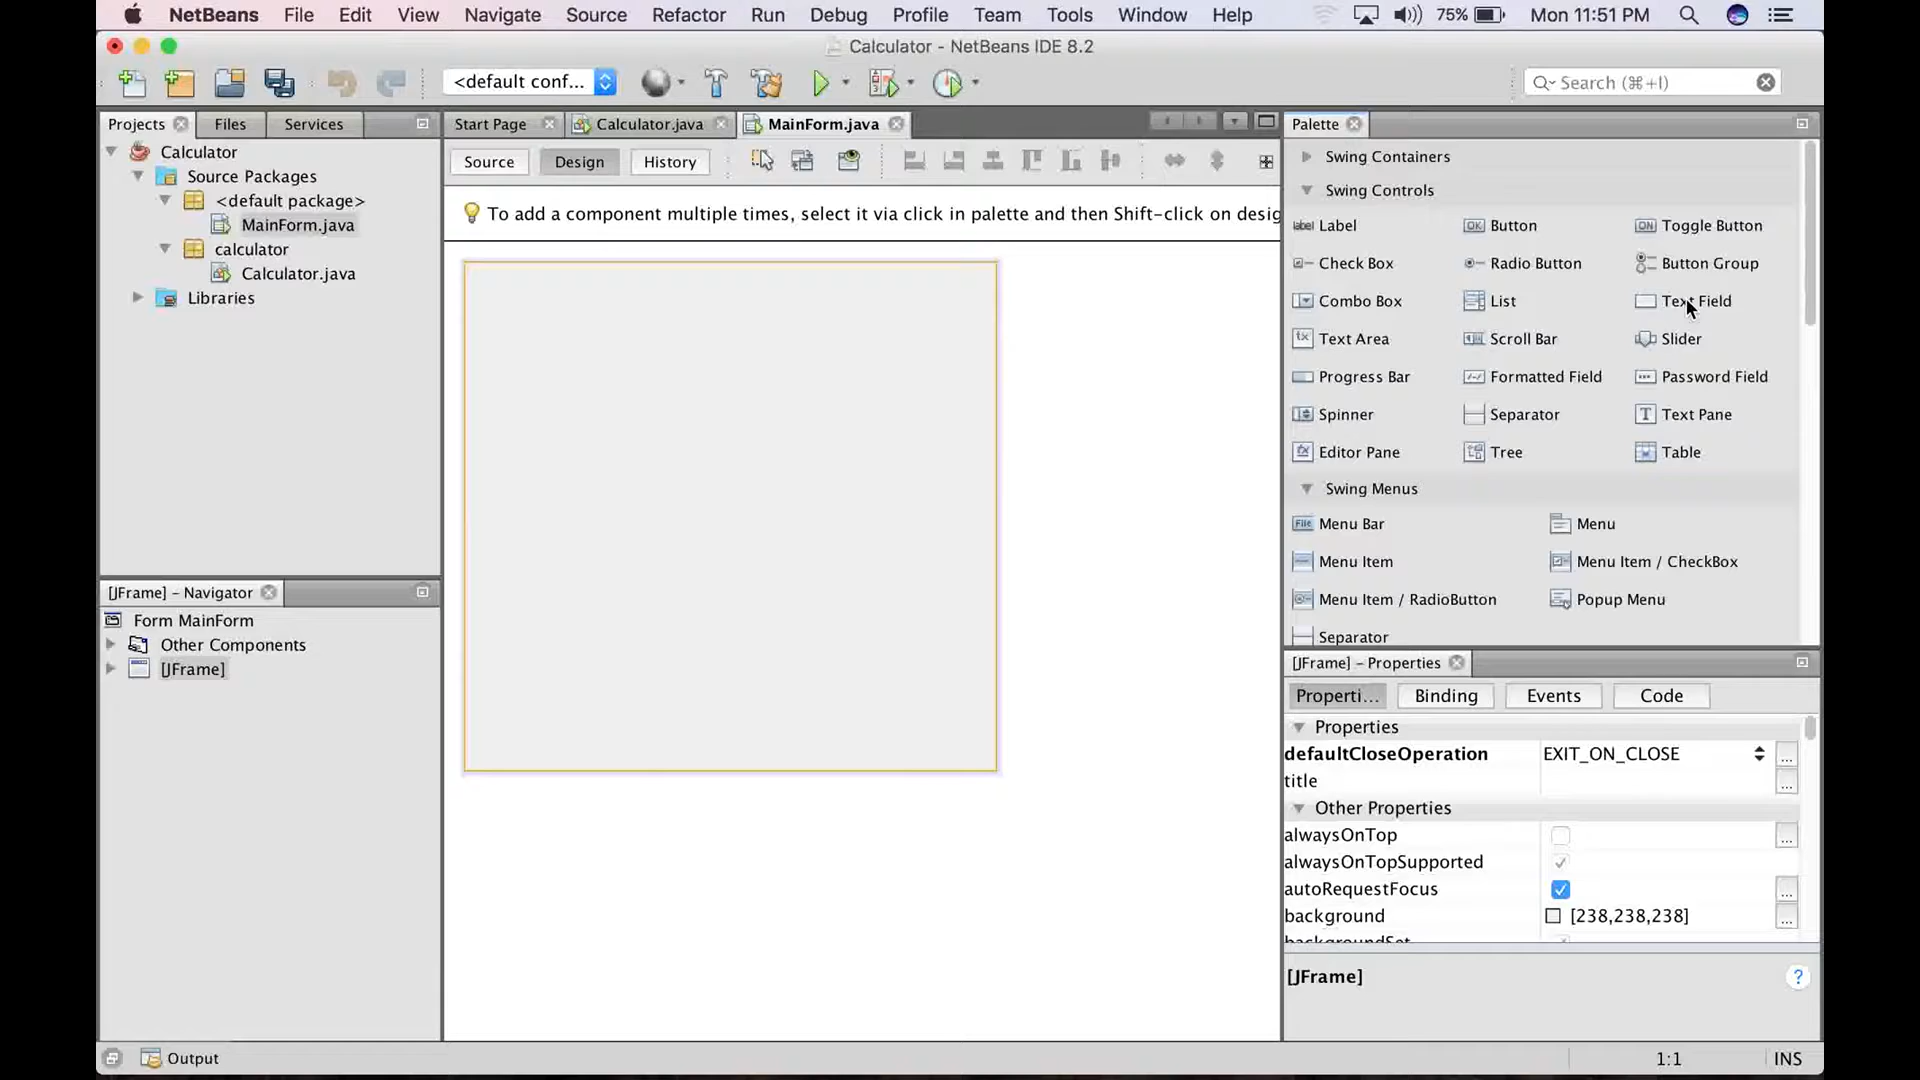 NetBeans File Edit View Navigate Source Refactor Run Debug Profile Team Tools Window Help 75% Mon 11:51 PM
Calculator - NetBeans IDE 8.2
<default conf... Search (⌘+I)
Projects Files Services
Calculator
Source Packages
<default package>
MainForm.java
calculator
Calculator.java
Libraries
[JFrame] - Navigator
Form MainForm
Other Components
[JFrame]
Start Page Calculator.java MainForm.java
Source Design History
To add a component multiple times, select it via click in palette and then Shift-click on desig
Palette
Swing Containers
Swing Controls
label Label OK Button ON Toggle Button
Check Box Radio Button Button Group
Combo Box List Text Field
Text Area Scroll Bar Slider
Progress Bar Formatted Field Password Field
Spinner Separator Text Pane
Editor Pane Tree Table
Swing Menus
File Menu Bar Menu
Menu Item Menu Item / CheckBox
Menu Item / RadioButton Popup Menu
Separator
[JFrame] - Properties
Properti... Binding Events Code
Properties
defaultCloseOperation EXIT_ON_CLOSE ...
title ...
Other Properties
alwaysOnTop ...
alwaysOnTopSupported
autoRequestFocus ...
background [238,238,238] ...
backgroundSet
[JFrame] ?
Output 1:1 INS